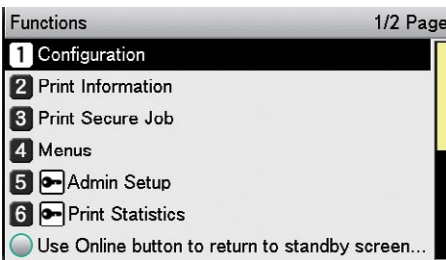 Functions 1/2 Page
1 Configuration
2 Print Information
3 Print Secure Job
4 Menus
5 Admin Setup
6 Print Statistics
Use Online button to return to standby screen...